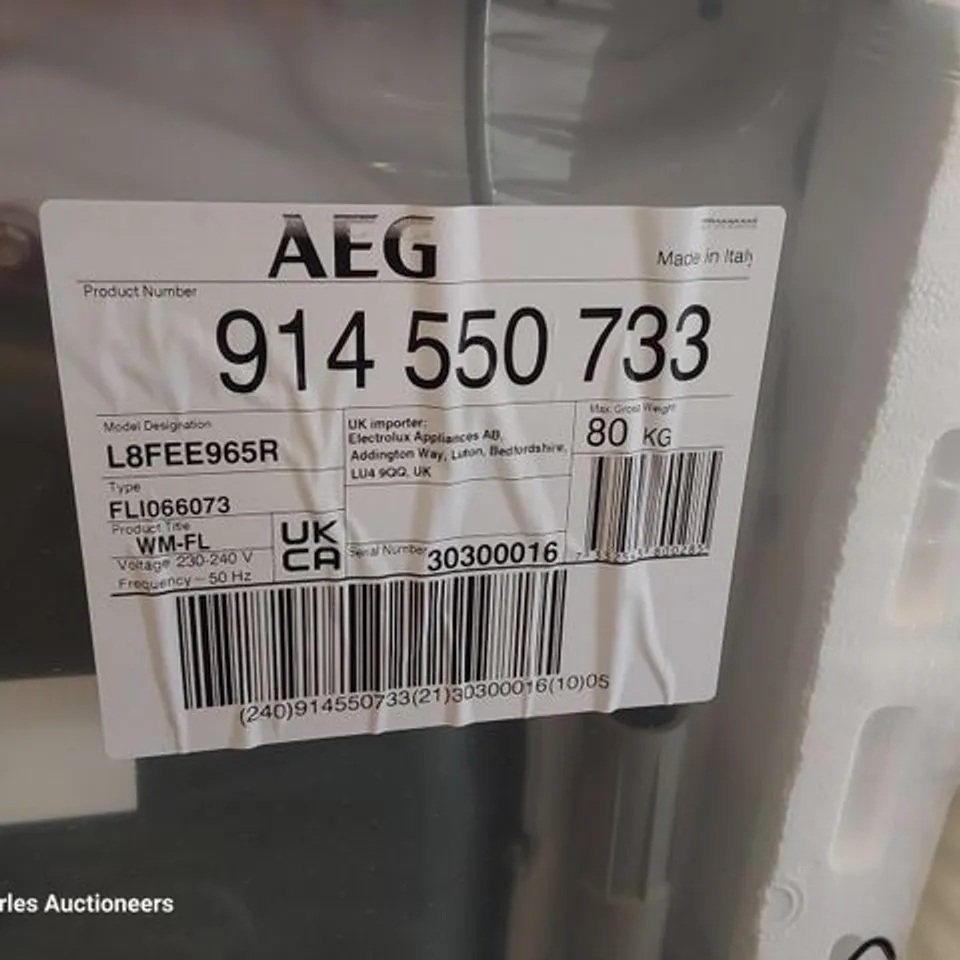 AEG
Made in Italy
Product Number
914 550 733
Model Designation
L8FEE965R
Type
FLI066073
Product Title
WM-FL
Voltage 230-240 V
Frequency ~ 50 Hz
UK
CA
UK importer:
Electrolux Appliances AB,
Addington Way, Luton, Bedfordshire,
LU4 9QQ, UK
Serial Number
30300016
Max. Gross Weight
80 KG
(240)914550733(21)30300016(10)05
rles Auctioneers